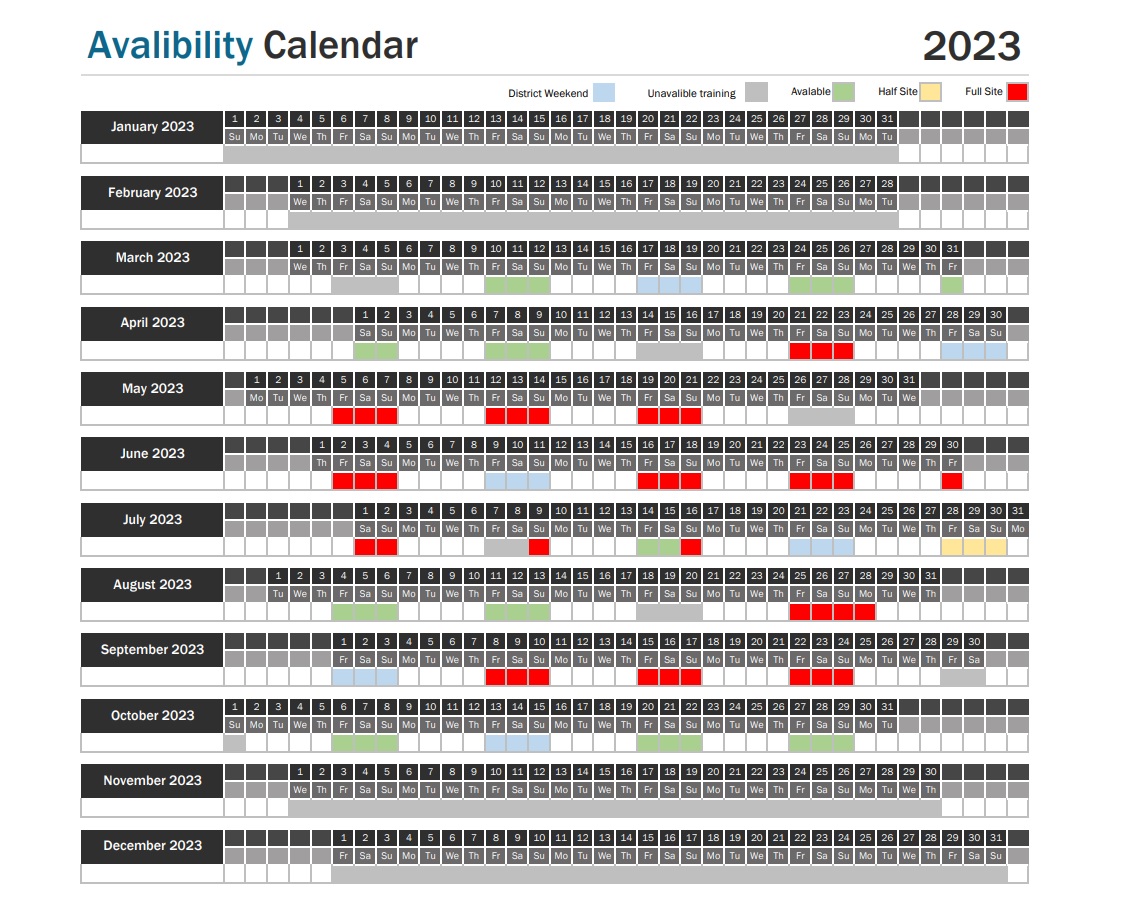 Avalibility Calendar 2023
District Weekend Unavalible training Avalable Half Site Full Site
January 2023 1 2 3 4 5 6 7 8 9 10 11 12 13 14 15 16 17 18 19 20 21 22 23 24 25 26 27 28 29 30 31
Su Mo Tu We Th Fr Sa Su Mo Tu We Th Fr Sa Su Mo Tu We Th Fr Sa Su Mo Tu We Th Fr Sa Su Mo Tu
February 2023 1 2 3 4 5 6 7 8 9 10 11 12 13 14 15 16 17 18 19 20 21 22 23 24 25 26 27 28
We Th Fr Sa Su Mo Tu We Th Fr Sa Su Mo Tu We Th Fr Sa Su Mo Tu We Th Fr Sa Su Mo Tu
March 2023 1 2 3 4 5 6 7 8 9 10 11 12 13 14 15 16 17 18 19 20 21 22 23 24 25 26 27 28 29 30 31
We Th Fr Sa Su Mo Tu We Th Fr Sa Su Mo Tu We Th Fr Sa Su Mo Tu We Th Fr Sa Su Mo Tu We Th Fr
April 2023 1 2 3 4 5 6 7 8 9 10 11 12 13 14 15 16 17 18 19 20 21 22 23 24 25 26 27 28 29 30
Sa Su Mo Tu We Th Fr Sa Su Mo Tu We Th Fr Sa Su Mo Tu We Th Fr Sa Su Mo Tu We Th Fr Sa Su
May 2023 1 2 3 4 5 6 7 8 9 10 11 12 13 14 15 16 17 18 19 20 21 22 23 24 25 26 27 28 29 30 31
Mo Tu We Th Fr Sa Su Mo Tu We Th Fr Sa Su Mo Tu We Th Fr Sa Su Mo Tu We Th Fr Sa Su Mo Tu We
June 2023 1 2 3 4 5 6 7 8 9 10 11 12 13 14 15 16 17 18 19 20 21 22 23 24 25 26 27 28 29 30
Th Fr Sa Su Mo Tu We Th Fr Sa Su Mo Tu We Th Fr Sa Su Mo Tu We Th Fr Sa Su Mo Tu We Th Fr
July 2023 1 2 3 4 5 6 7 8 9 10 11 12 13 14 15 16 17 18 19 20 21 22 23 24 25 26 27 28 29 30 31
Sa Su Mo Tu We Th Fr Sa Su Mo Tu We Th Fr Sa Su Mo Tu We Th Fr Sa Su Mo Tu We Th Fr Sa Su Mo
August 2023 1 2 3 4 5 6 7 8 9 10 11 12 13 14 15 16 17 18 19 20 21 22 23 24 25 26 27 28 29 30 31
Tu We Th Fr Sa Su Mo Tu We Th Fr Sa Su Mo Tu We Th Fr Sa Su Mo Tu We Th Fr Sa Su Mo Tu We Th
September 2023 1 2 3 4 5 6 7 8 9 10 11 12 13 14 15 16 17 18 19 20 21 22 23 24 25 26 27 28 29 30
Fr Sa Su Mo Tu We Th Fr Sa Su Mo Tu We Th Fr Sa Su Mo Tu We Th Fr Sa Su Mo Tu We Th Fr Sa
October 2023 1 2 3 4 5 6 7 8 9 10 11 12 13 14 15 16 17 18 19 20 21 22 23 24 25 26 27 28 29 30 31
Su Mo Tu We Th Fr Sa Su Mo Tu We Th Fr Sa Su Mo Tu We Th Fr Sa Su Mo Tu We Th Fr Sa Su Mo Tu
November 2023 1 2 3 4 5 6 7 8 9 10 11 12 13 14 15 16 17 18 19 20 21 22 23 24 25 26 27 28 29 30
We Th Fr Sa Su Mo Tu We Th Fr Sa Su Mo Tu We Th Fr Sa Su Mo Tu We Th Fr Sa Su Mo Tu We Th
December 2023 1 2 3 4 5 6 7 8 9 10 11 12 13 14 15 16 17 18 19 20 21 22 23 24 25 26 27 28 29 30 31
Fr Sa Su Mo Tu We Th Fr Sa Su Mo Tu We Th Fr Sa Su Mo Tu We Th Fr Sa Su Mo Tu We Th Fr Sa Su